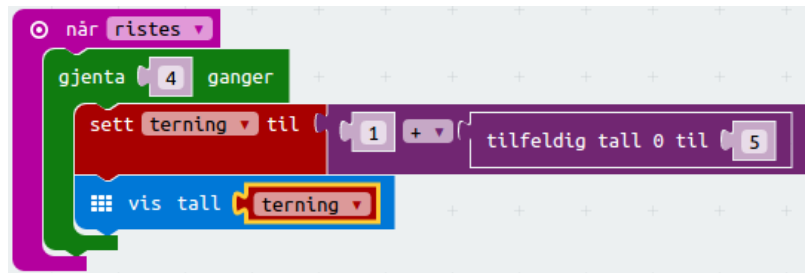 når ristes
gjenta 4 ganger
sett terning til 1 + tilfeldig tall 0 til 5
vis tall terning